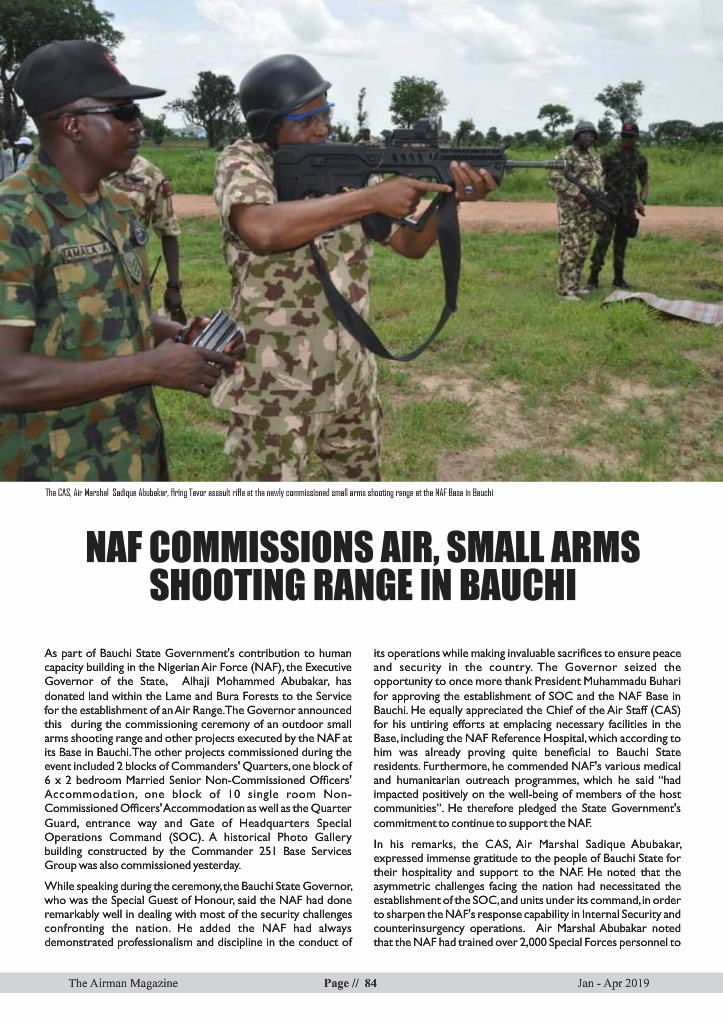 TAMALA A
The CAS, Air Marshal Sadique Abubakar, firing Tavor assault rifle at the newly commissioned small arms shooting range at the NAF Base in Bauchi
NAF COMMISSIONS AIR, SMALL ARMS
SHOOTING RANGE IN BAUCHI
As part of Bauchi State Government's contribution to human
capacity building in the Nigerian Air Force (NAF), the Executive
Governor of the State, Alhaji Mohammed Abubakar, has
donated land within the Lame and Bura Forests to the Service
for the establishment of an Air Range. The Governor announced
this during the commissioning ceremony of an outdoor small
arms shooting range and other projects executed by the NAF at
its Base in Bauchi. The other projects commissioned during the
event included 2 blocks of Commanders' Quarters, one block of
6 x 2 bedroom Married Senior Non-Commissioned Officers'
Accommodation, one block of 10 single room Non-
Commissioned Officers' Accommodation as well as the Quarter
Guard, entrance way and Gate of Headquarters Special
Operations Command (SOC). A historical Photo Gallery
building constructed by the Commander 251 Base Services
Group was also commissioned yesterday.
While speaking during the ceremony, the Bauchi State Governor,
who was the Special Guest of Honour, said the NAF had done
remarkably well in dealing with most of the security challenges
confronting the nation. He added the NAF had always
demonstrated professionalism and discipline in the conduct of
its operations while making invaluable sacrifices to ensure peace
and security in the country. The Governor seized the
opportunity to once more thank President Muhammadu Buhari
for approving the establishment of SOC and the NAF Base in
Bauchi. He equally appreciated the Chief of the Air Staff (CAS)
for his untiring efforts at emplacing necessary facilities in the
Base, including the NAF Reference Hospital, which according to
him was already proving quite beneficial to Bauchi State
residents. Furthermore, he commended NAF's various medical
and humanitarian outreach programmes, which he said "had
impacted positively on the well-being of members of the host
communities". He therefore pledged the State Government's
commitment to continue to support the NAF.
In his remarks, the CAS, Air Marshal Sadique Abubakar,
expressed immense gratitude to the people of Bauchi State for
their hospitality and support to the NAF. He noted that the
asymmetric challenges facing the nation had necessitated the
establishment of the SOC, and units under its command, in order
to sharpen the NAF's response capability in Internal Security and
counterinsurgency operations. Air Marshal Abubakar noted
that the NAF had trained over 2,000 Special Forces personnel to
The Airman Magazine
Page // 84
Jan - Apr 2019